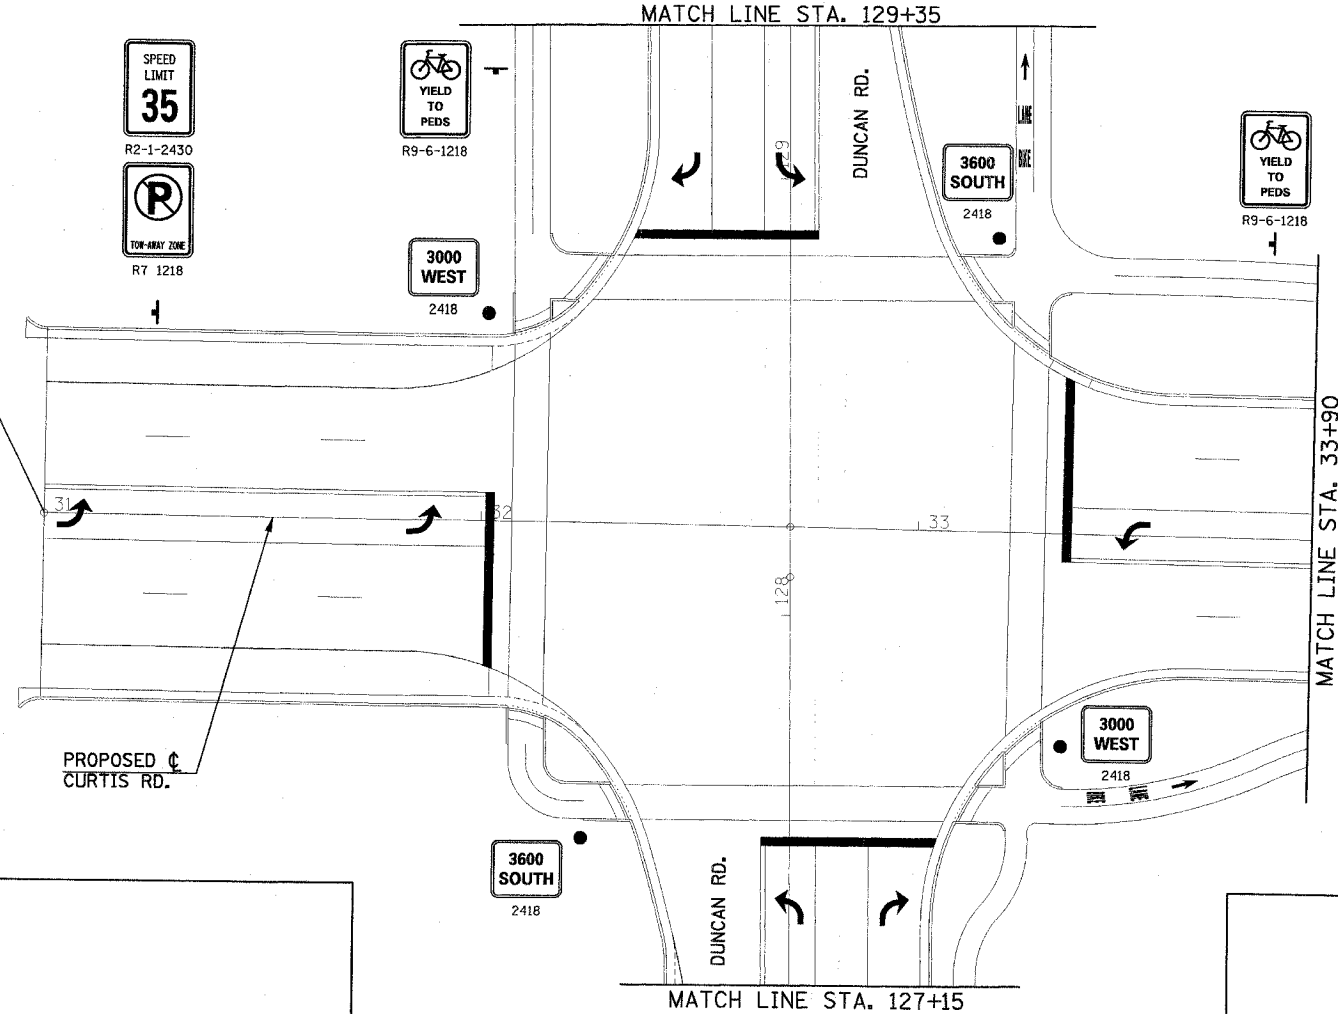 MATCH LINE STA. 129+35
SPEED
LIMIT
35
R2-1-2430
YIELD
TO
PEDS
R9-6-1218
DUNCAN RD.
129
LANE
BIKE
3600
SOUTH
2418
YIELD
TO
PEDS
R9-6-1218
P
TOW-AWAY ZONE
R7 1218
3000
WEST
2418
31
32
33
128
MATCH LINE STA. 33+90
PROPOSED ℄
CURTIS RD.
3000
WEST
2418
3600
SOUTH
2418
DUNCAN RD.
MATCH LINE STA. 127+15